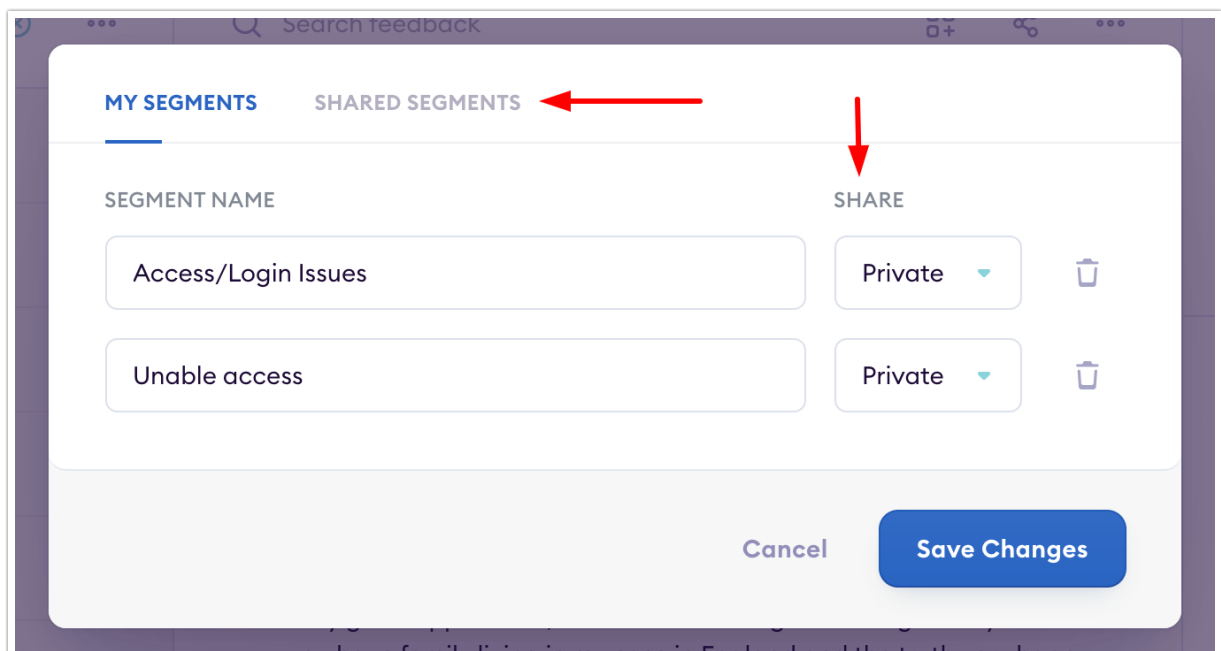 Search feedback
MY SEGMENTS SHARED SEGMENTS
SEGMENT NAME SHARE
Access/Login Issues Private
Unable access Private
Cancel Save Changes